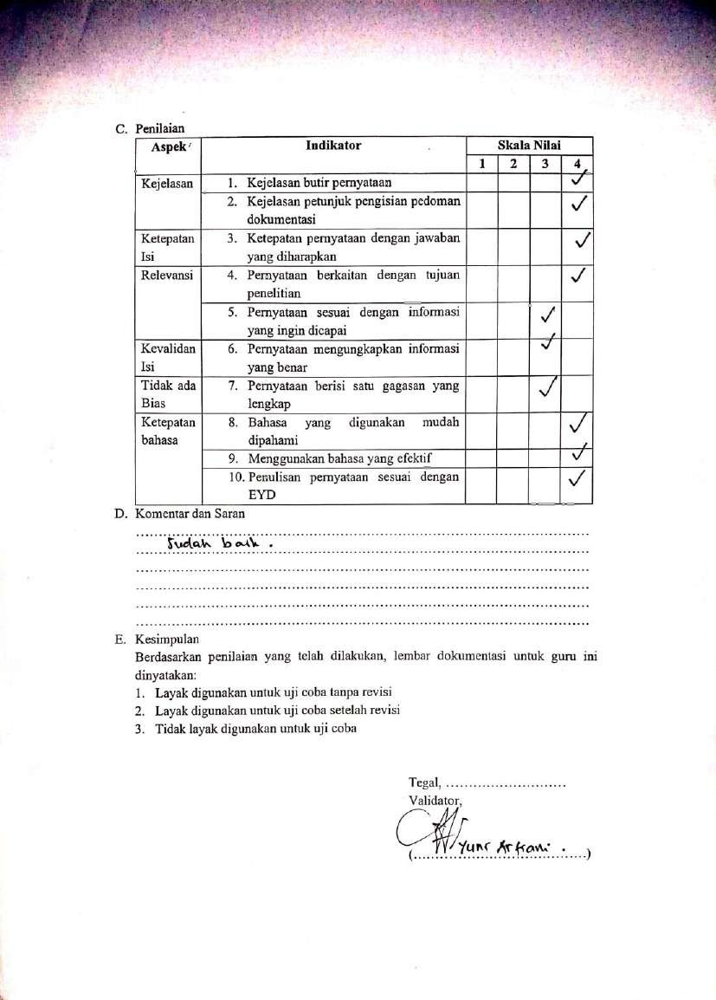 C. Penilaian
Aspek Indikator Skala Nilai
1 2 3 4
Kejelasan 1. Kejelasan butir pernyataan ✓
2. Kejelasan petunjuk pengisian pedoman
dokumentasi ✓
Ketepatan 3. Ketepatan pernyataan dengan jawaban
Isi yang diharapkan ✓
Relevansi 4. Pernyataan berkaitan dengan tujuan
penelitian ✓
5. Pernyataan sesuai dengan informasi
yang ingin dicapai ✓
Kevalidan 6. Pernyataan mengungkapkan informasi
Isi yang benar ✓
Tidak ada 7. Pernyataan berisi satu gagasan yang
Bias lengkap ✓
Ketepatan 8. Bahasa yang digunakan mudah
bahasa dipahami ✓
9. Menggunakan bahasa yang efektif ✓
10. Penulisan pernyataan sesuai dengan
EYD ✓
D. Komentar dan Saran
Sudah baik .
E. Kesimpulan
Berdasarkan penilaian yang telah dilakukan, lembar dokumentasi untuk guru ini
dinyatakan:
1. Layak digunakan untuk uji coba tanpa revisi
2. Layak digunakan untuk uji coba setelah revisi
3. Tidak layak digunakan untuk uji coba
Tegal, ...........................
Validator,
(Yuni .)